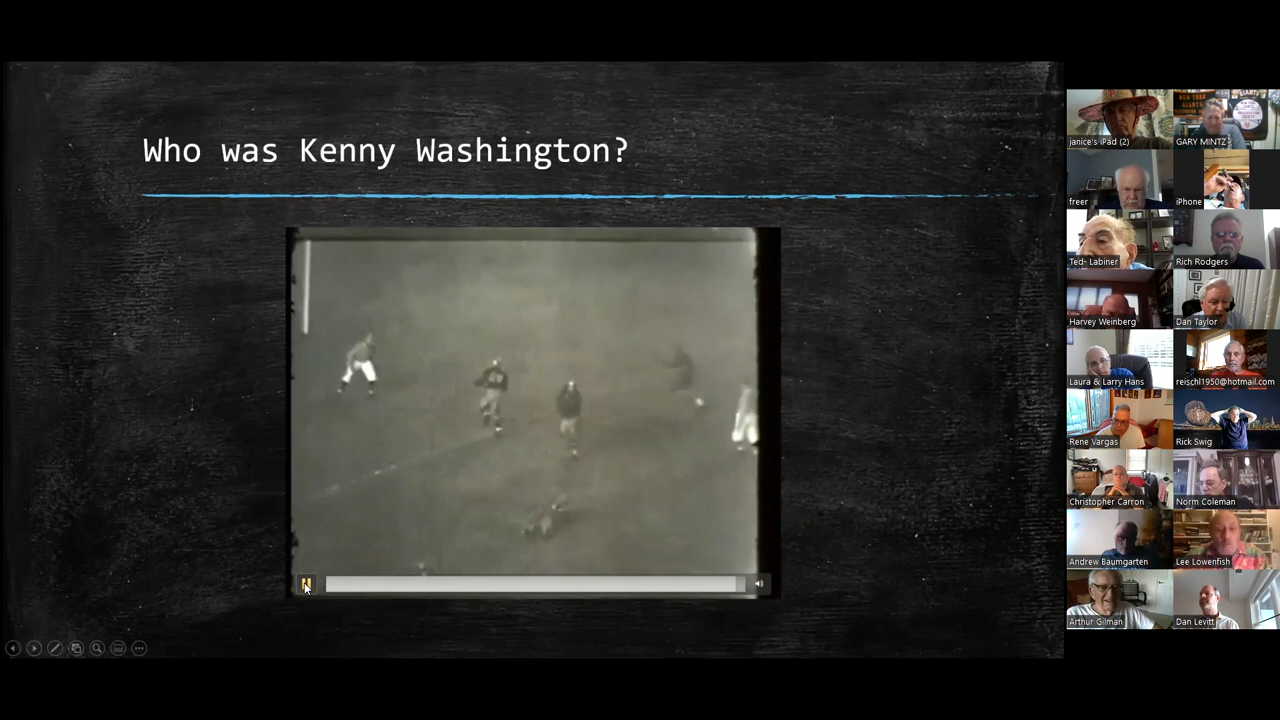 Who was Kenny Washington?
janice's iPad (2)
GARY MINTZ
freer
iPhone
Ted- Labiner
Rich Rodgers
Harvey Weinberg
Dan Taylor
Laura & Larry Hans
reischl1950@hotmail.com
Rene Vargas
Rick Swig
Christopher Carron
Norm Coleman
Andrew Baumgarten
Lee Lowenfish
Arthur Gilman
Dan Levitt